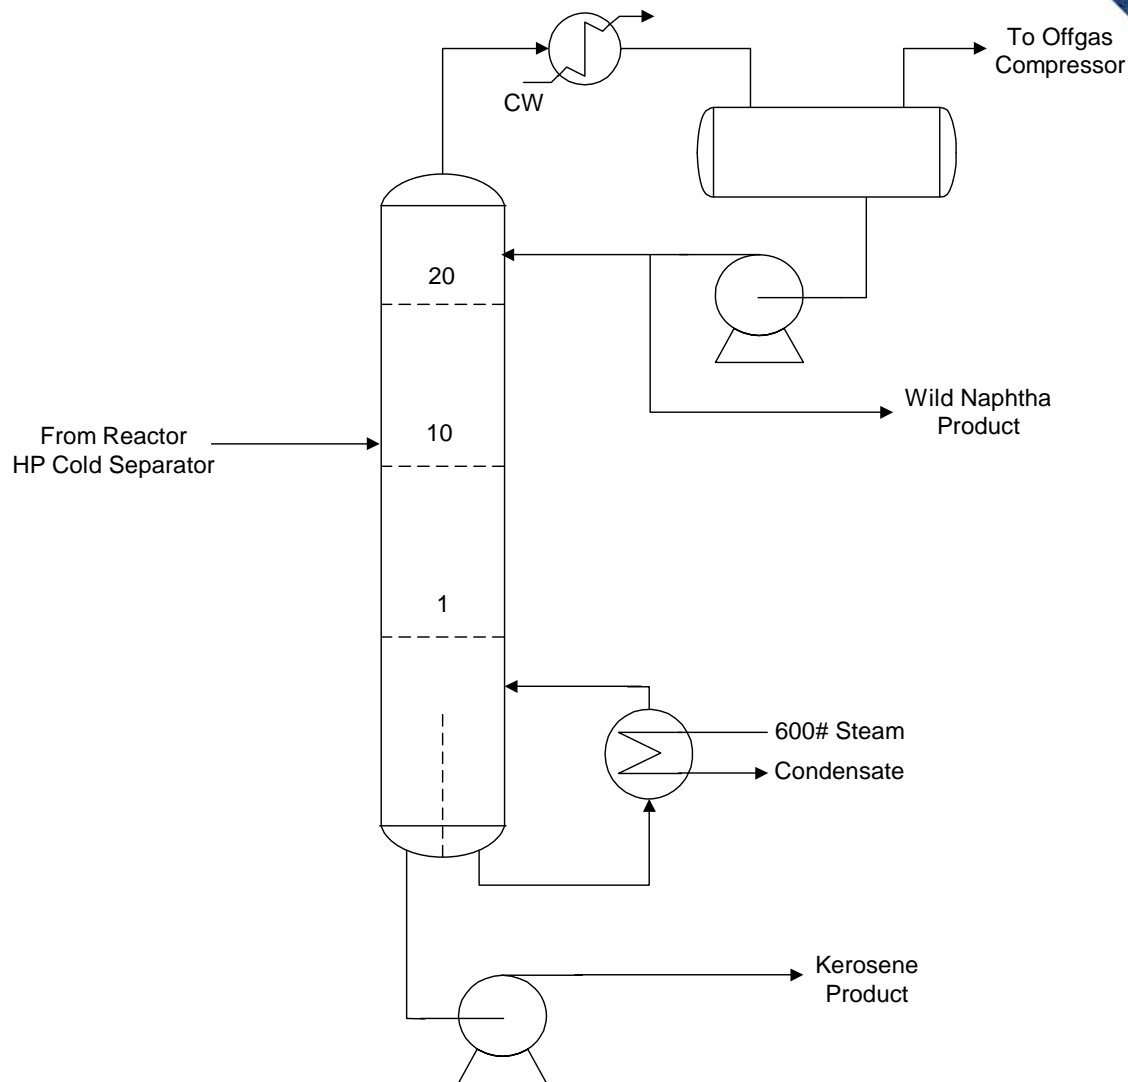 To Offgas
Compressor
CW
20
Wild Naphtha
Product
10
From Reactor
HP Cold Separator
1
600# Steam
Condensate
Kerosene
Product